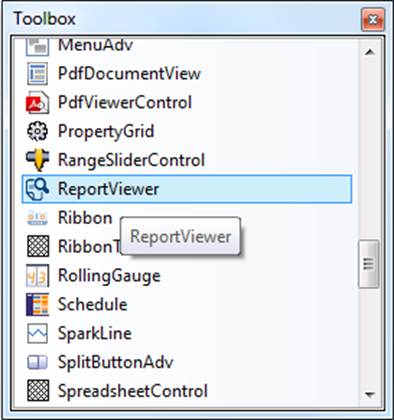 Toolbox
MenuAdv
PdfDocumentView
PdfViewerControl
PropertyGrid
RangeSliderControl
ReportViewer
Ribbon
ReportViewer
RibbonT
RollingGauge
Schedule
SparkLine
SplitButtonAdv
SpreadsheetControl